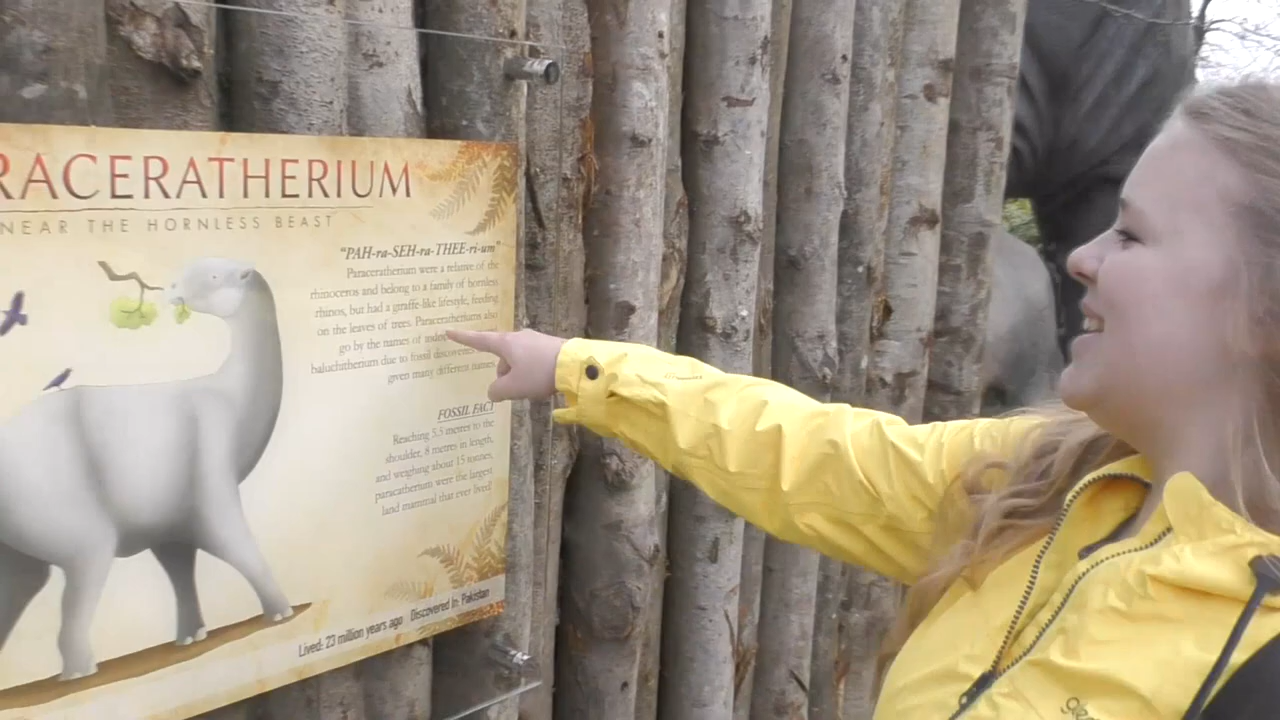 RACERATHERIUM
NEAR THE HORNLESS BEAST
“PAH-ra-SEH-ra-THEE-ri-um”
Paraceratherium were a relative of the
rhinoceros and belong to a family of hornless
rhinos, but had a giraffe-like lifestyle, feeding
on the leaves of trees. Paraceratheriums also
go by the names of
baluchitherium due to fossil discoveries
given many different names.
FOSSIL FACT
Reaching 5.5 metres to the
shoulder, 8 metres in length,
and weighing about 15 tonnes,
paracatherium were the largest
land mammal that ever lived!
Lived: 23 million years ago Discovered In: Pakistan